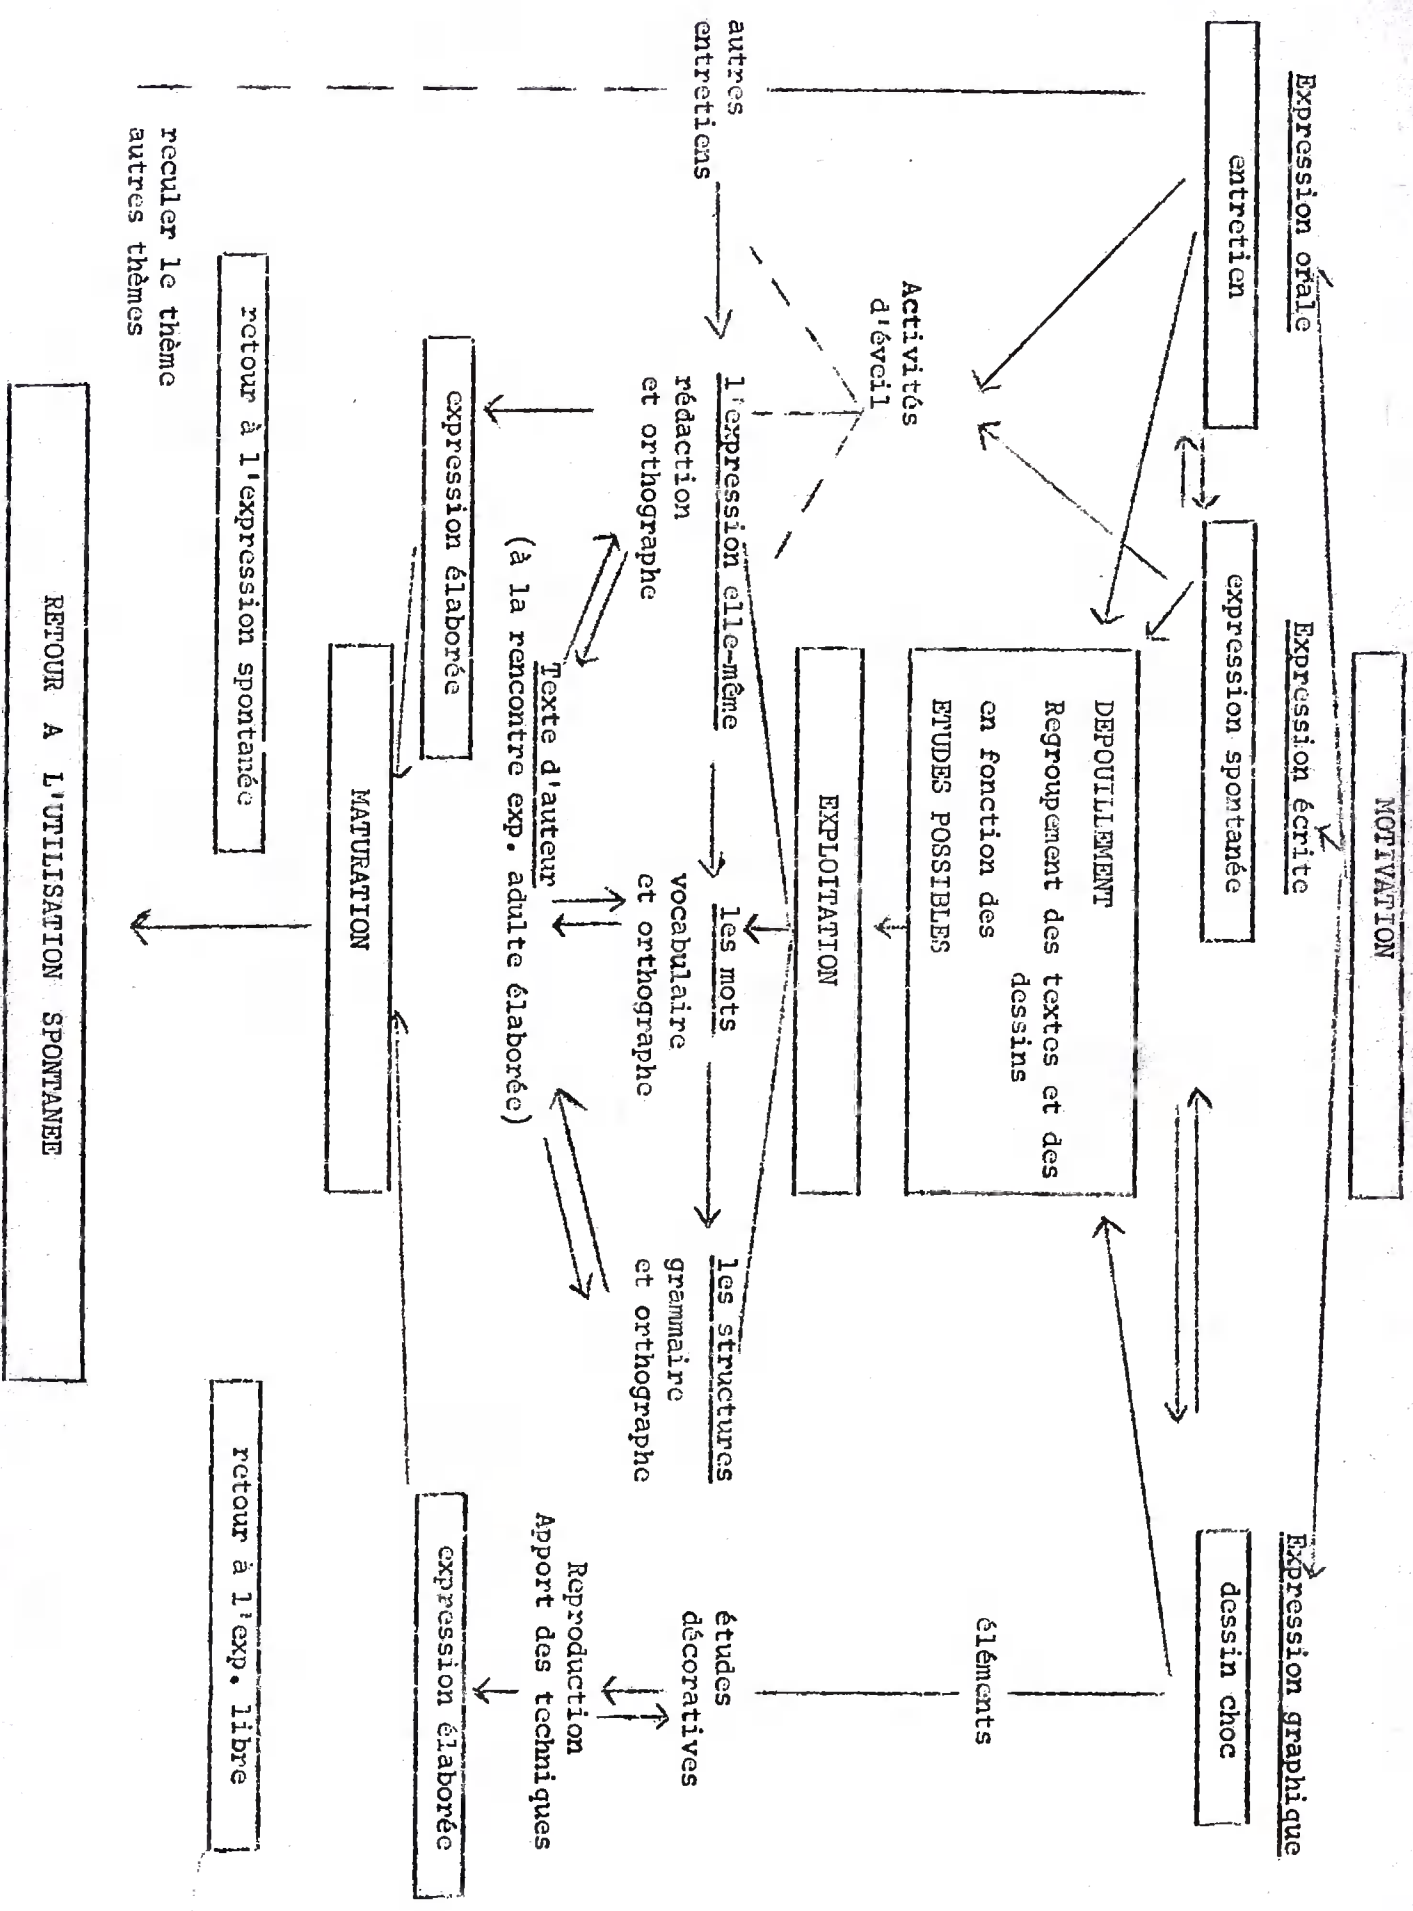 MOTIVATION
Expression orale
Expression écrite
Expression graphique
entretien
expression spontanée
dessin choc
DEPOUILLEMENT
Regroupement des textes et des
dessins
en fonction des
ETUDES POSSIBLES
éléments
Activités
d'éveil
EXPLOITATION
autres
entretiens
l'expression elle-même
rédaction
et orthographe
les mots
vocabulaire
et orthographe
les structures
grammaire
et orthographe
études
décoratives
Texte d'auteur
(à la rencontre exp. adulte élaborée)
Reproduction
Apport des techniques
expression élaborée
expression élaborée
MATURATION
retour à l'expression spontanée
retour à l'exp. libre
reculer le thème
autres thèmes
RETOUR A L'UTILISATION SPONTANEE